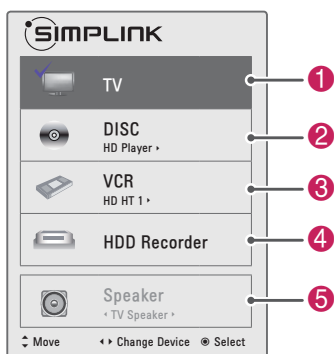 SIMPLINK
TV
1
DISC
HD Player ▸
2
VCR
HD HT 1 ▸
3
HDD Recorder
4
Speaker
◂ TV Speaker ▸
5
Move ◂ ▸ Change Device ◉ Select